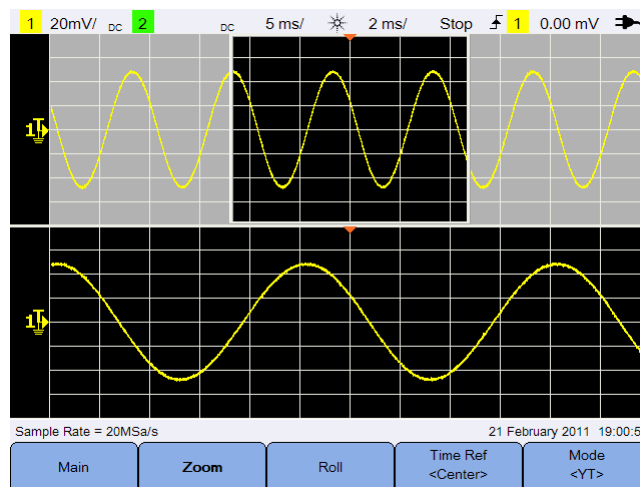 1 20mV/ DC 2 DC 5 ms/ 2 ms/ Stop 1 0.00 mV
1
1
Sample Rate = 20MSa/s 21 February 2011 19:00:5
Main Zoom Roll Time Ref <Center> Mode <YT>